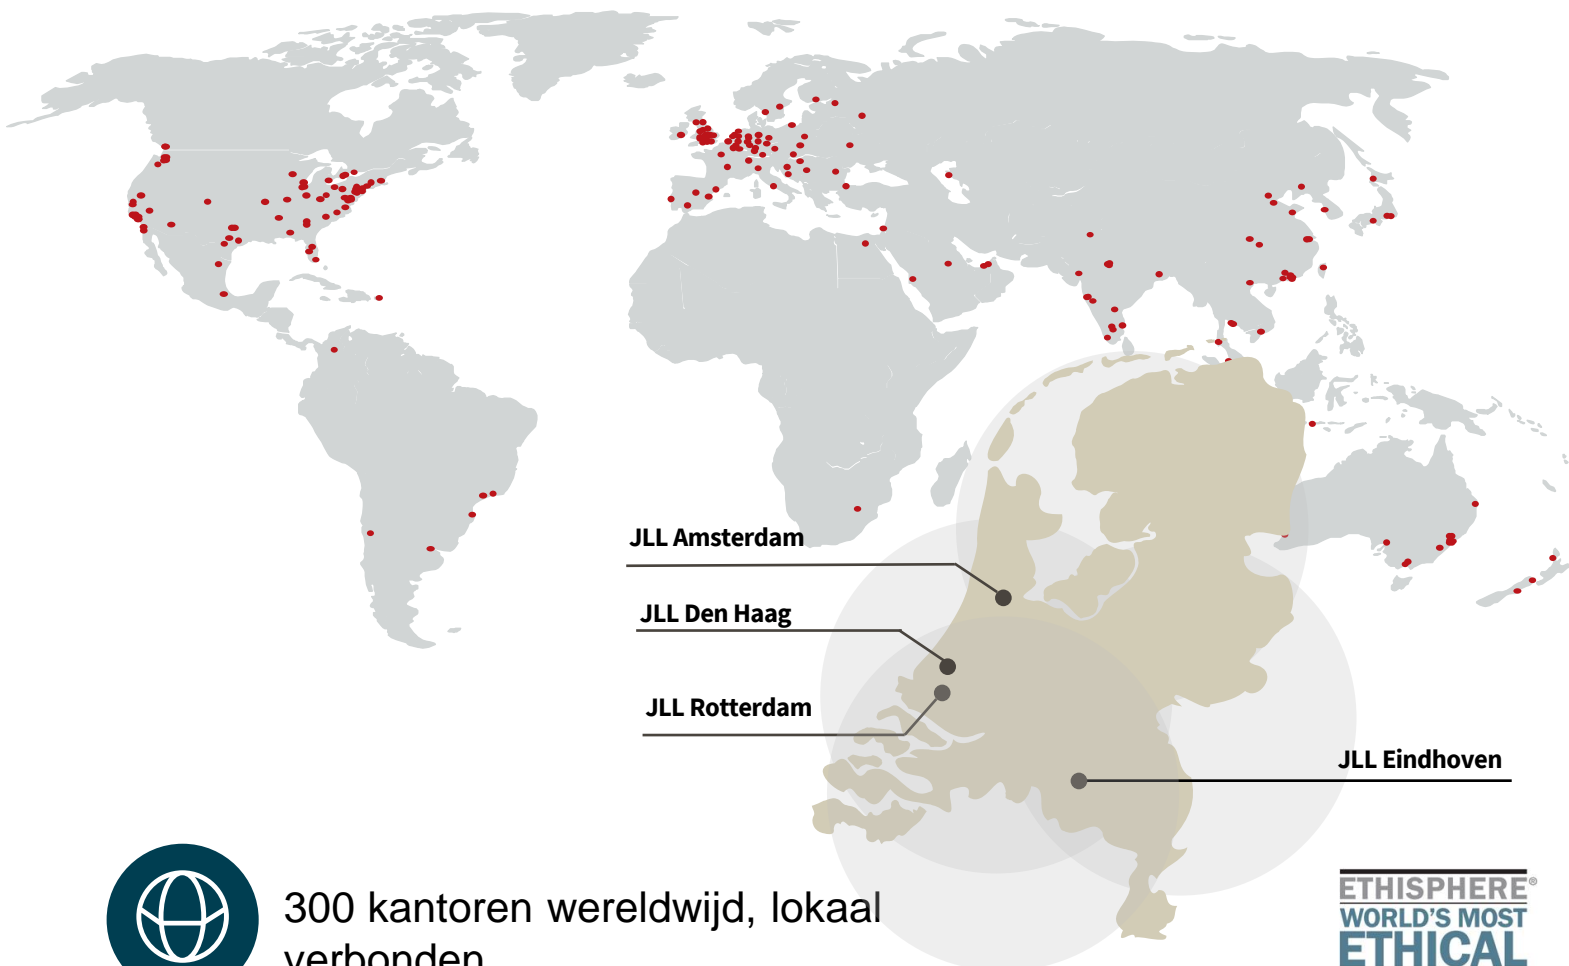 JLL Amsterdam
JLL Den Haag
JLL Rotterdam
JLL Eindhoven
300 kantoren wereldwijd, lokaal
verbonden
ETHISPHERE®
WORLD'S MOST
ETHICAL